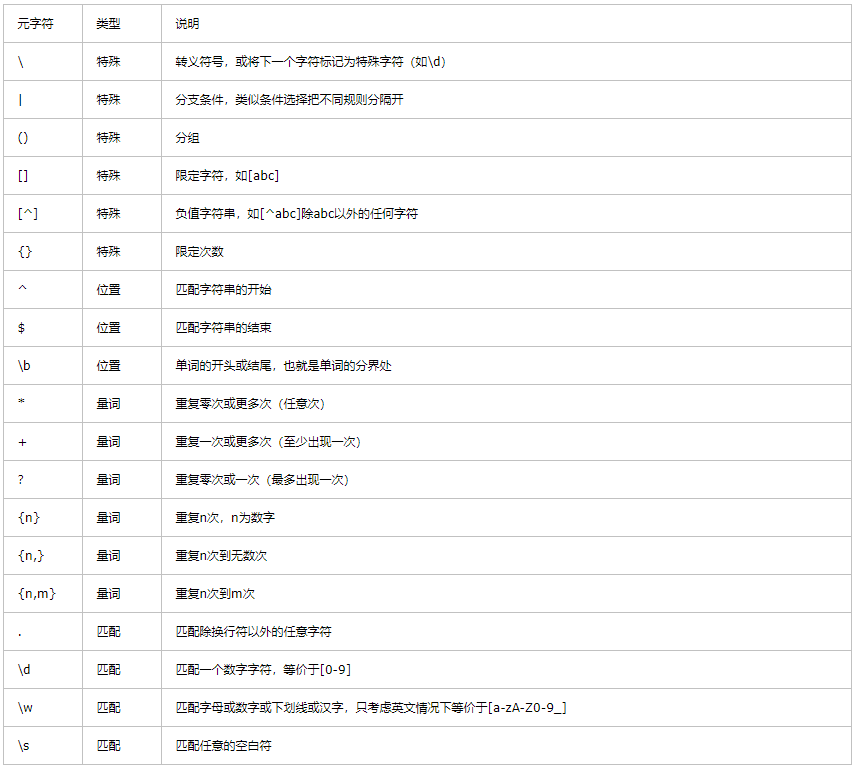 元字符 类型 说明
\ 特殊 转义符号，或将下一个字符标记为特殊字符（如\d）
| 特殊 分支条件，类似条件选择把不同规则分隔开
() 特殊 分组
[] 特殊 限定字符，如[abc]
[^] 特殊 负值字符串，如[^abc]除abc以外的任何字符
{} 特殊 限定次数
^ 位置 匹配字符串的开始
$ 位置 匹配字符串的结束
\b 位置 单词的开头或结尾，也就是单词的分界处
* 量词 重复零次或更多次（任意次）
+ 量词 重复一次或更多次（至少出现一次）
? 量词 重复零次或一次（最多出现一次）
{n} 量词 重复n次，n为数字
{n,} 量词 重复n次到无数次
{n,m} 量词 重复n次到m次
. 匹配 匹配除换行符以外的任意字符
\d 匹配 匹配一个数字字符，等价于[0-9]
\w 匹配 匹配字母或数字或下划线或汉字，只考虑英文情况下等价于[a-zA-Z0-9_]
\s 匹配 匹配任意的空白符